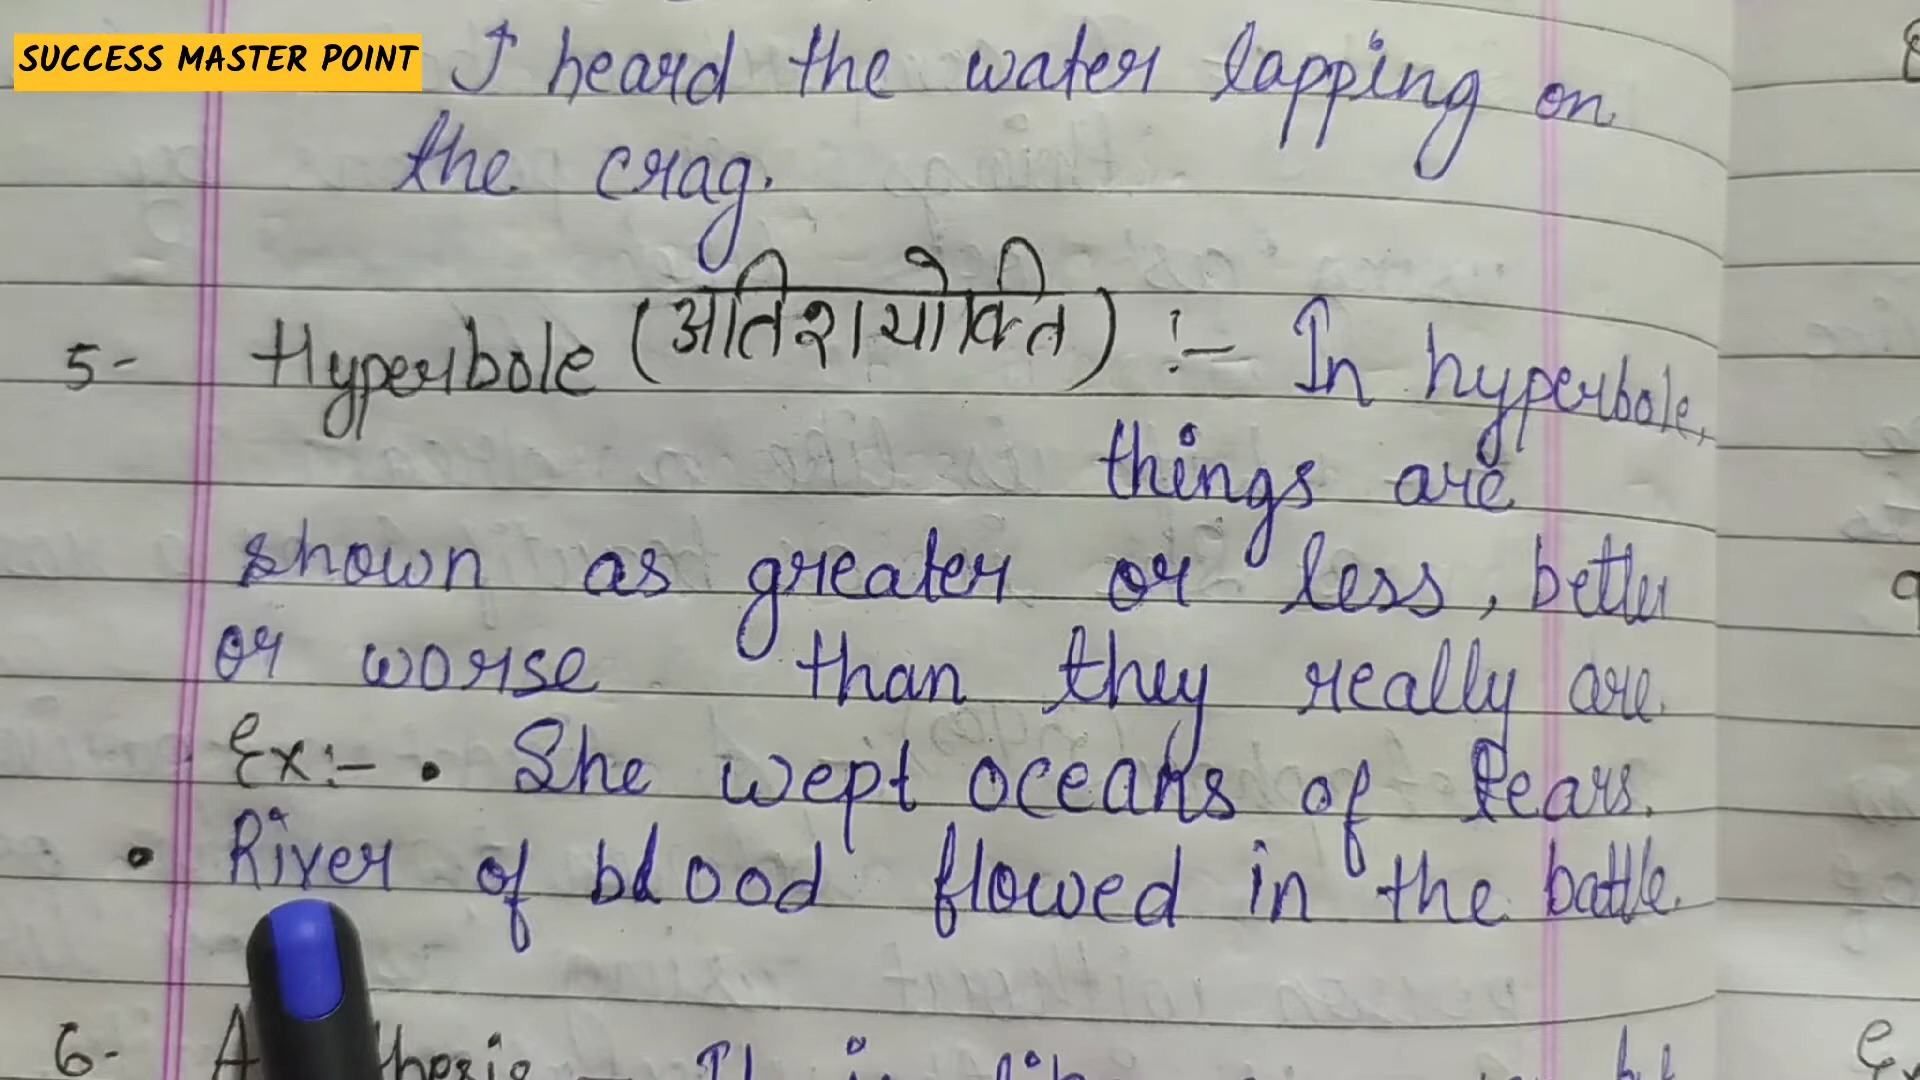 SUCCESS MASTER POINT
I heard the water lapping on
the crag.
5- Hyperbole (अतिशयोक्ति) :- In hyperbole,
things are
shown as greater or less, better
or worse than they really are.
Ex:- • She wept oceans of tears.
• River of blood flowed in the battle.
6-